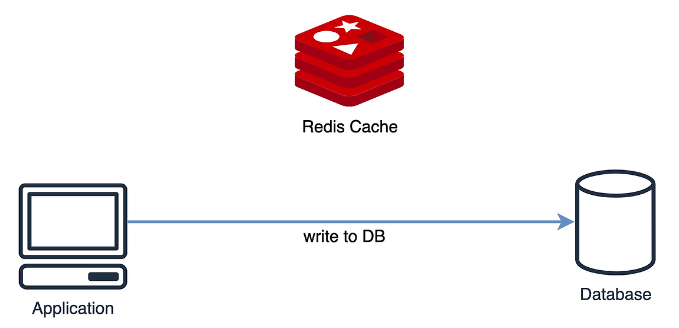 Redis Cache
write to DB
Application
Database